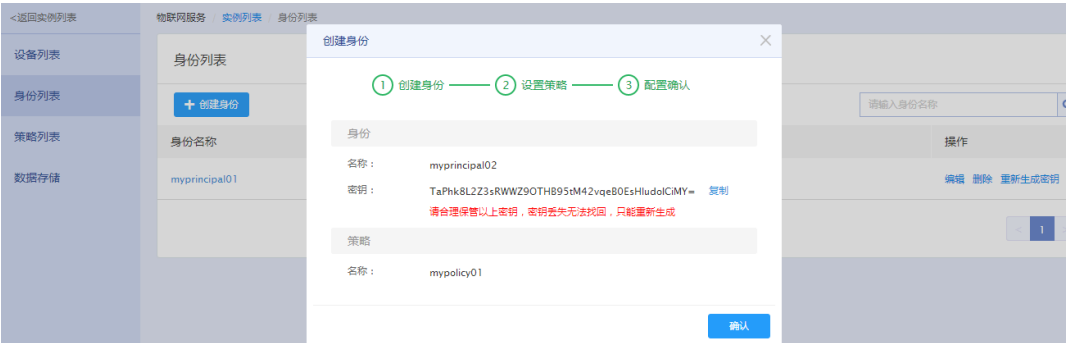 <返回实例列表
物联网服务 / 实例列表 / 身份列表
设备列表
身份列表
策略列表
数据存储
身份列表
+ 创建身份
请输入身份名称
身份名称
操作
myprincipal01
编辑 删除 重新生成密钥
< 1
创建身份
1 创建身份 2 设置策略 3 配置确认
身份
名称: myprincipal02
密钥: TaPhk8L2Z3sRWWZ9OTHB95tM42vqeB0EsHIudolCiMY= 复制
请合理保管以上密钥,密钥丢失无法找回,只能重新生成
策略
名称: mypolicy01
确认